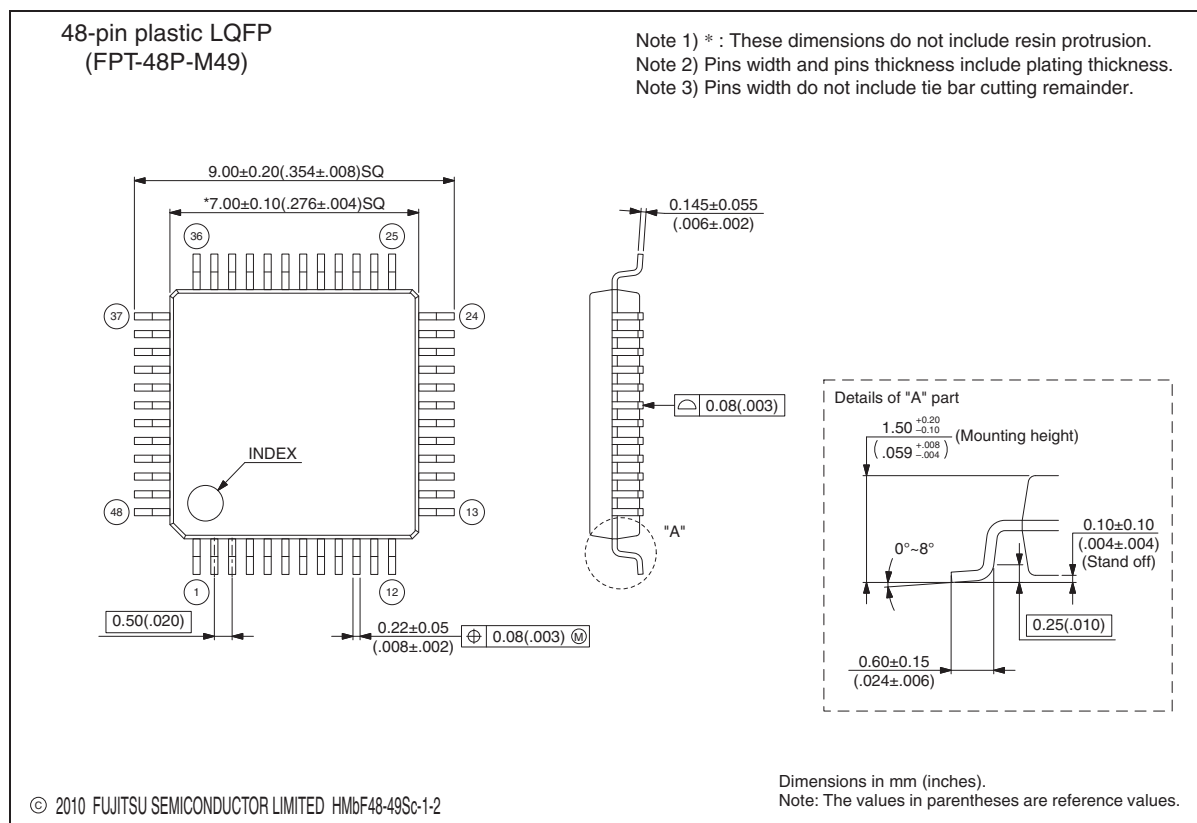 48-pin plastic LQFP
(FPT-48P-M49)
Note 1) * : These dimensions do not include resin protrusion.
Note 2) Pins width and pins thickness include plating thickness.
Note 3) Pins width do not include tie bar cutting remainder.
9.00±0.20(.354±.008)SQ
*7.00±0.10(.276±.004)SQ
36
25
37
24
INDEX
48
13
1
12
0.50(.020)
0.22±0.05
(.008±.002)
⌖ 0.08(.003) Ⓜ
0.145±0.055
(.006±.002)
⌓ 0.08(.003)
"A"
Details of "A" part
1.50 +0.20 −0.10 (Mounting height)
(.059 +.008 −.004)
0°~8°
0.10±0.10
(.004±.004)
(Stand off)
0.25(.010)
0.60±0.15
(.024±.006)
© 2010 FUJITSU SEMICONDUCTOR LIMITED HMbF48-49Sc-1-2
Dimensions in mm (inches).
Note: The values in parentheses are reference values.